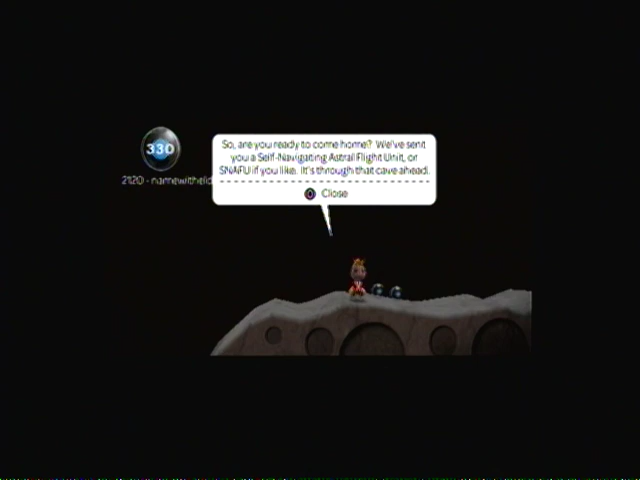 330
So, are you ready to come home? We've sent
you a Self-Navigating Astral Flight Unit, or
SNAFU if you like. It's through that cave ahead.
Close
2120 -